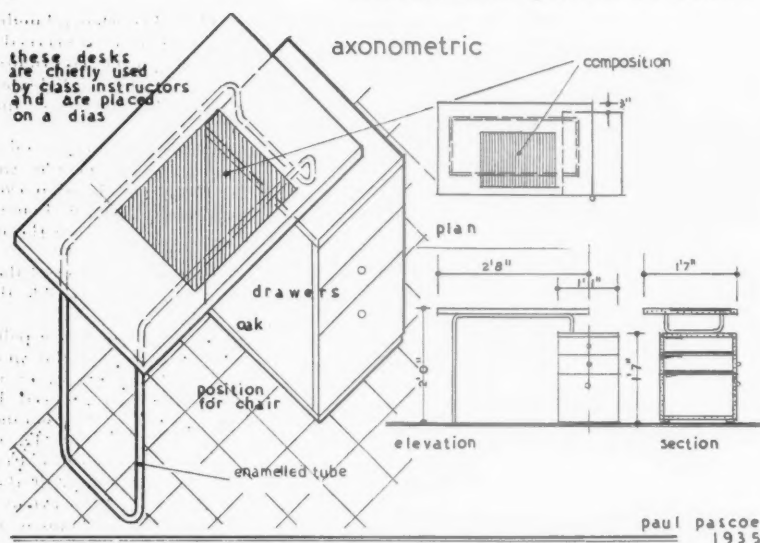 axonometric
these desks
are chiefly used
by class instructors
and are placed
on a dias
composition
3"
plan
2'8"
1'1"
1'7"
drawers
oak
2'0"
1'7"
position
for chair
elevation
section
enamelled tube
paul pascoe
1935